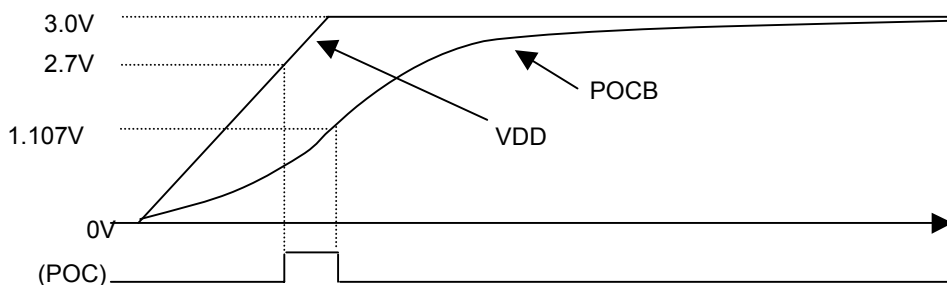 3.0V
2.7V
POCB
1.107V
VDD
0V
(POC)